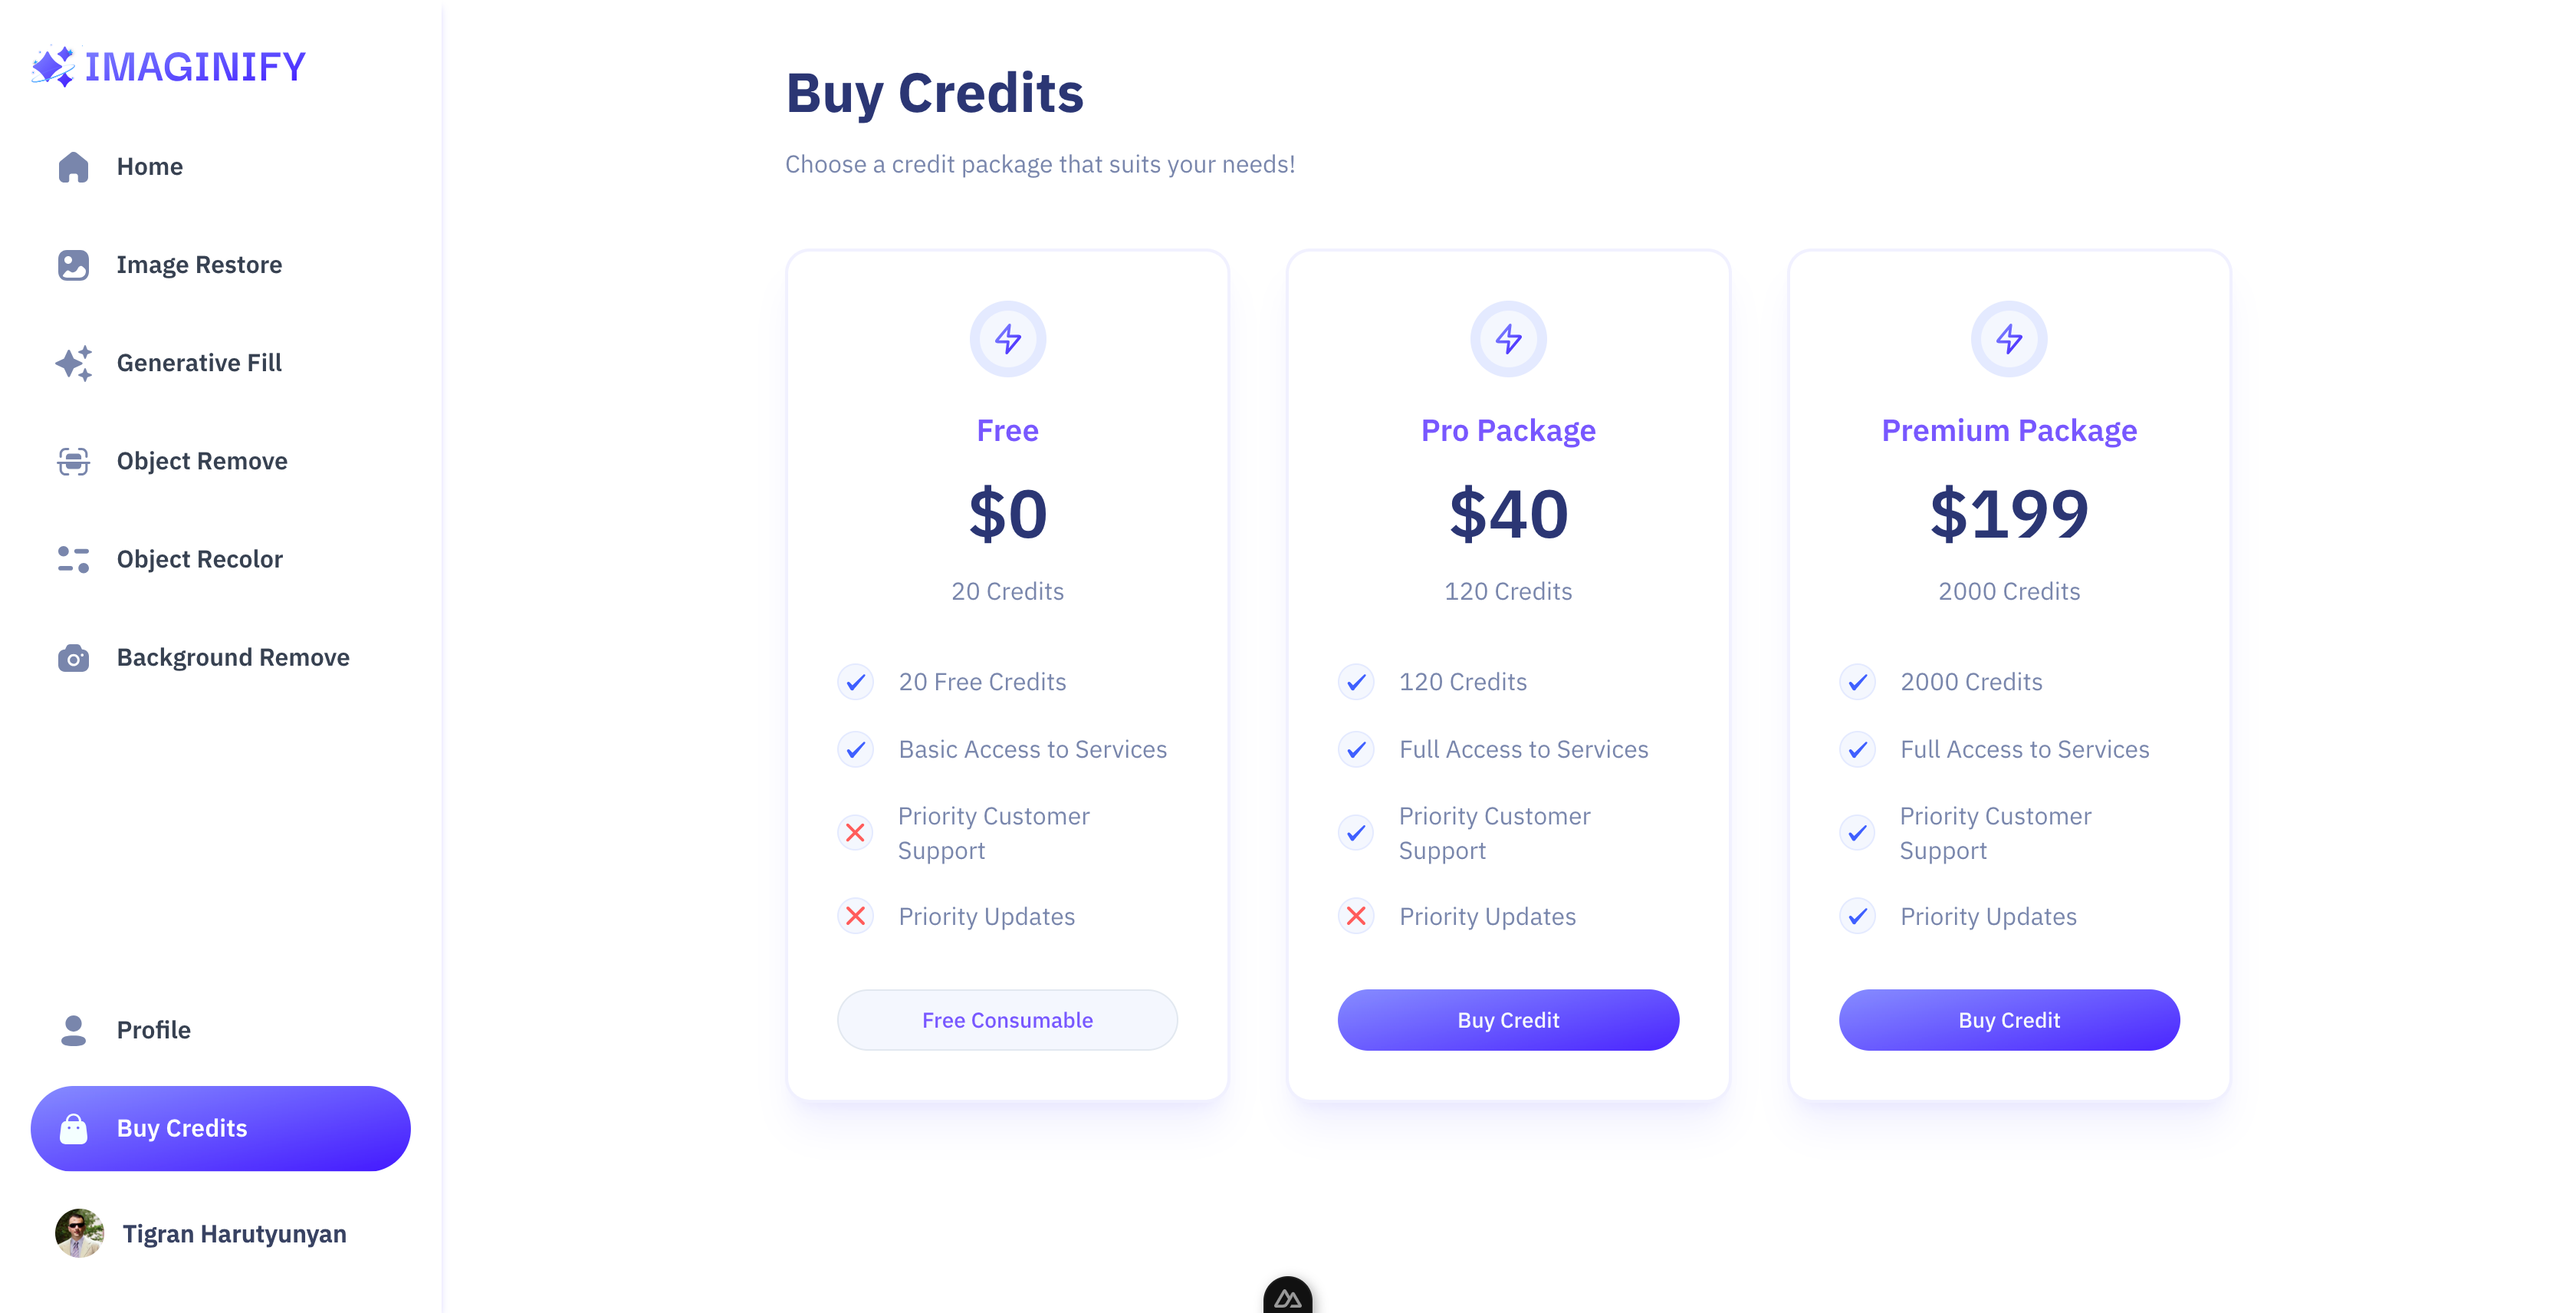 IMAGINIFY
Home
Image Restore
Generative Fill
Object Remove
Object Recolor
Background Remove
Profile
Buy Credits
Tigran Harutyunyan
Buy Credits
Choose a credit package that suits your needs!
Free
$0
20 Credits
20 Free Credits
Basic Access to Services
Priority Customer
Support
Priority Updates
Free Consumable
Pro Package
$40
120 Credits
120 Credits
Full Access to Services
Priority Customer
Support
Priority Updates
Buy Credit
Premium Package
$199
2000 Credits
2000 Credits
Full Access to Services
Priority Customer
Support
Priority Updates
Buy Credit